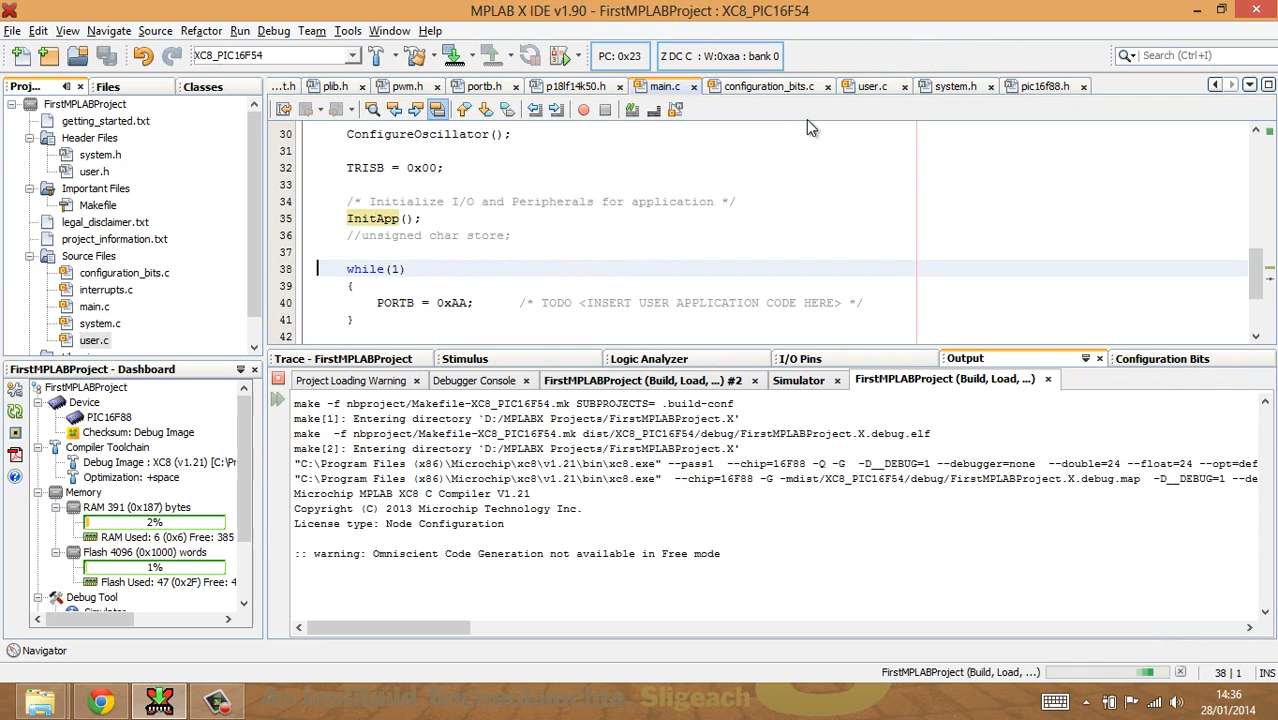 MPLAB X IDE v1.90 - FirstMPLABProject : XC8_PIC16F54
File Edit View Navigate Source Refactor Run Debug Team Tools Window Help
XC8_PIC16F54
PC: 0x23
Z DC C : W:0xaa : bank 0
Search (Ctrl+I)
Proj...
Files
Classes
...t.h
plib.h
pwm.h
portb.h
p18lf14k50.h
main.c
configuration_bits.c
user.c
system.h
pic16f88.h
FirstMPLABProject
getting_started.txt
Header Files
system.h
user.h
Important Files
Makefile
legal_disclaimer.txt
project_information.txt
Source Files
configuration_bits.c
interrupts.c
main.c
system.c
user.c
30 ConfigureOscillator();
31
32 TRISB = 0x00;
33
34 /* Initialize I/O and Peripherals for application */
35 InitApp();
36 //unsigned char store;
37
38 while(1)
39 {
40 PORTB = 0xAA; /* TODO <INSERT USER APPLICATION CODE HERE> */
41 }
42
FirstMPLABProject - Dashboard
FirstMPLABProject
Device
PIC16F88
Checksum: Debug Image
Compiler Toolchain
Debug Image : XC8 (v1.21) [C:\Pr
Optimization: +space
Memory
RAM 391 (0x187) bytes
2%
RAM Used: 6 (0x6) Free: 385
Flash 4096 (0x1000) words
1%
Flash Used: 47 (0x2F) Free: 4
Debug Tool
Simulator
Trace - FirstMPLABProject
Stimulus
Logic Analyzer
I/O Pins
Output
Configuration Bits
Project Loading Warning
Debugger Console
FirstMPLABProject (Build, Load, ...) #2
Simulator
FirstMPLABProject (Build, Load, ...)
make -f nbproject/Makefile-XC8_PIC16F54.mk SUBPROJECTS= .build-conf
make[1]: Entering directory `D:/MPLABX Projects/FirstMPLABProject.X'
make  -f nbproject/Makefile-XC8_PIC16F54.mk dist/XC8_PIC16F54/debug/FirstMPLABProject.X.debug.elf
make[2]: Entering directory `D:/MPLABX Projects/FirstMPLABProject.X'
"C:\Program Files (x86)\Microchip\xc8\v1.21\bin\xc8.exe" --pass1 --chip=16F88 -Q -G -D__DEBUG=1 --debugger=none --double=24 --float=24 --opt=def
"C:\Program Files (x86)\Microchip\xc8\v1.21\bin\xc8.exe" --chip=16F88 -G -mdist/XC8_PIC16F54/debug/FirstMPLABProject.X.debug.map -D__DEBUG=1 --de
Microchip MPLAB XC8 C Compiler V1.21
Copyright (C) 2013 Microchip Technology Inc.
License type: Node Configuration
:: warning: Omniscient Code Generation not available in Free mode
Navigator
FirstMPLABProject (Build, Load, ...)
38 | 1
Sligeach
14:36
28/01/2014